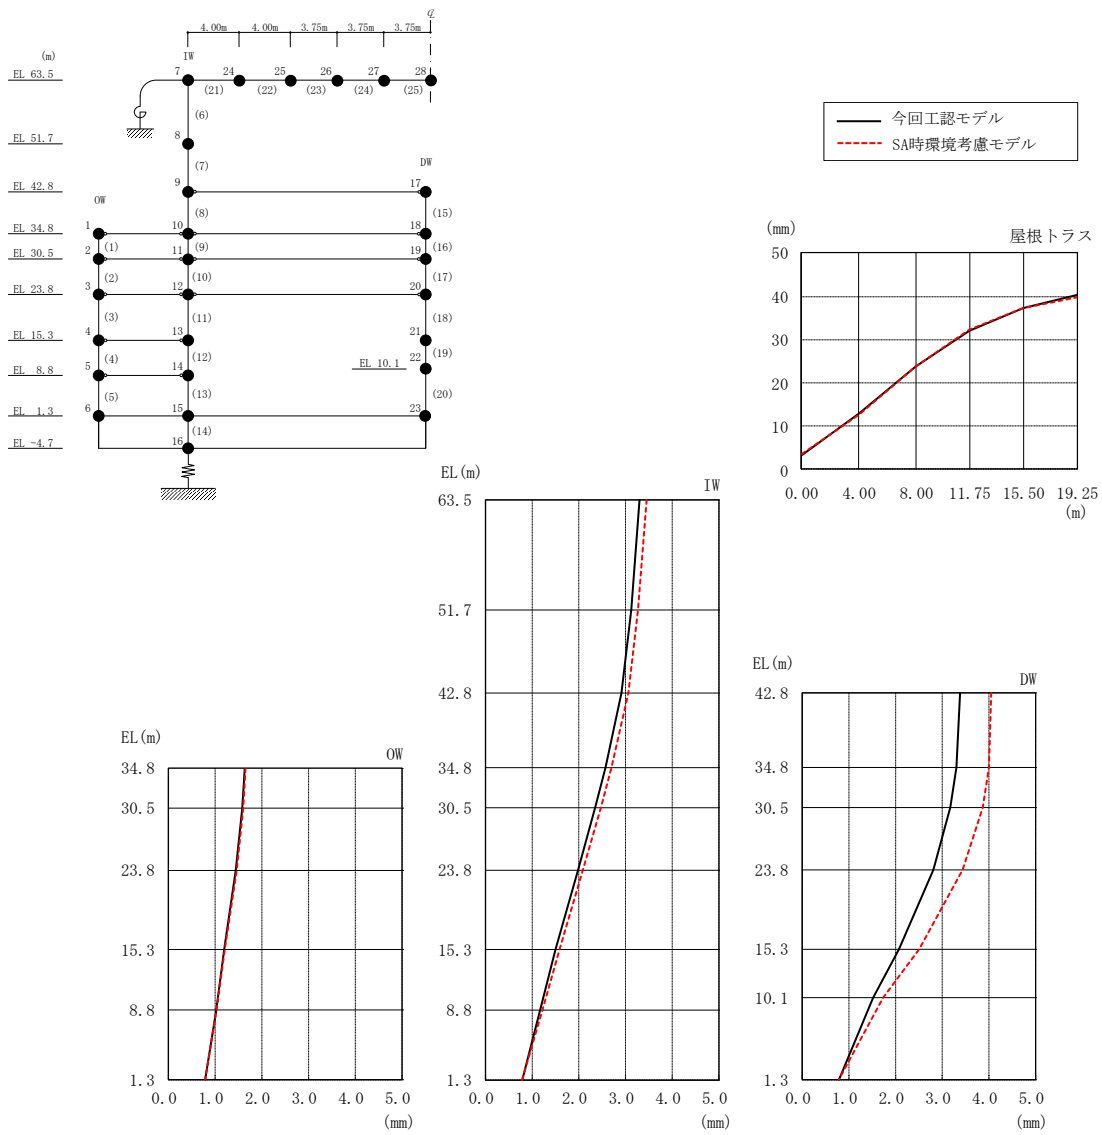 ℄
4.00m 4.00m 3.75m 3.75m 3.75m
(m) IW
EL 63.5 7 24 25 26 27 28
(21) (22) (23) (24) (25)
(6)
EL 51.7 8
(7) DW
EL 42.8 9 17
OW (8) (15)
EL 34.8 1 10 18
(1) (9) (16)
EL 30.5 2 11 19
(2) (10) (17)
EL 23.8 3 12 20
(3) (11) (18)
EL 15.3 4 13 21
(4) (12) (19)
EL 8.8 5 14 EL 10.1 22
(5) (13) (20)
EL 1.3 6 15 23
(14)
EL -4.7 16
今回工認モデル
SA時環境考慮モデル
(mm) 屋根トラス
50
40
30
20
10
0
0.00 4.00 8.00 11.75 15.50 19.25
(m)
EL(m) IW
63.5
51.7
42.8
34.8
30.5
23.8
15.3
8.8
1.3
0.0 1.0 2.0 3.0 4.0 5.0
(mm)
EL(m) OW
34.8
30.5
23.8
15.3
8.8
1.3
0.0 1.0 2.0 3.0 4.0 5.0
(mm)
EL(m) DW
42.8
34.8
30.5
23.8
15.3
10.1
1.3
0.0 1.0 2.0 3.0 4.0 5.0
(mm)